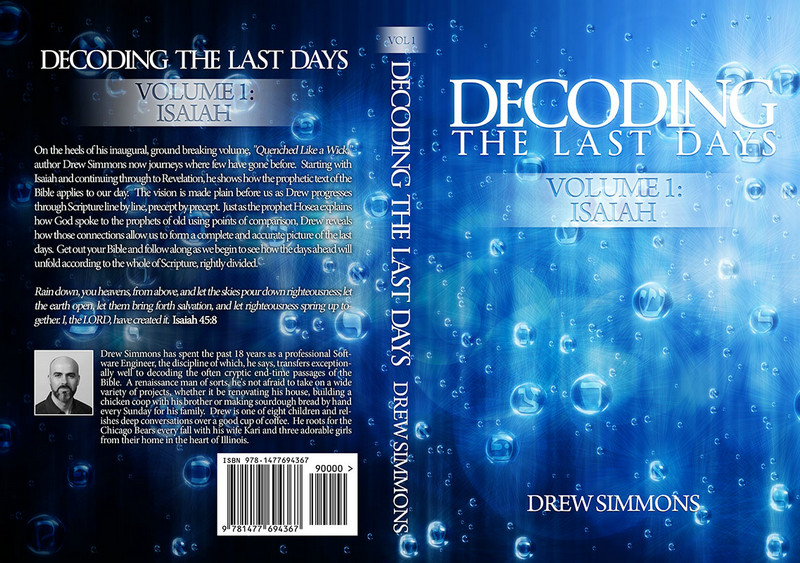 DECODING THE LAST DAYS
VOLUME 1:
ISAIAH
On the heels of his inaugural, ground breaking volume, "Quenched Like a Wick,"
author Drew Simmons now journeys where few have gone before. Starting with
Isaiah and continuing through to Revelation, he shows how the prophetic text of the
Bible applies to our day. The vision is made plain before us as Drew progresses
through Scripture line by line, precept by precept. Just as the prophet Hosea explains
how God spoke to the prophets of old using points of comparison, Drew reveals
how those connections allow us to form a complete and accurate picture of the last
days. Get out your Bible and follow along as we begin to see how the days ahead will
unfold according to the whole of Scripture, rightly divided.
Rain down, you heavens, from above, and let the skies pour down righteousness; let
the earth open, let them bring forth salvation, and let righteousness spring up to-
gether. I, the LORD, have created it. Isaiah 45:8
Drew Simmons has spent the past 18 years as a professional Soft-
ware Engineer, the discipline of which, he says, transfers exception-
ally well to decoding the often cryptic end-time passages of the
Bible. A renaissance man of sorts, he's not afraid to take on a wide
variety of projects, whether it be renovating his house, building a
chicken coop with his brother or making sourdough bread by hand
every Sunday for his family. Drew is one of eight children and rel-
ishes deep conversations over a good cup of coffee. He roots for the
Chicago Bears every fall with his wife Kari and three adorable girls
from their home in the heart of Illinois.
ISBN 978-1477694367
90000 >
9 781477 694367
VOL 1
DECODING THE LAST DAYS DREW SIMMONS
DECODING
THE LAST DAYS
VOLUME 1:
ISAIAH
DREW SIMMONS